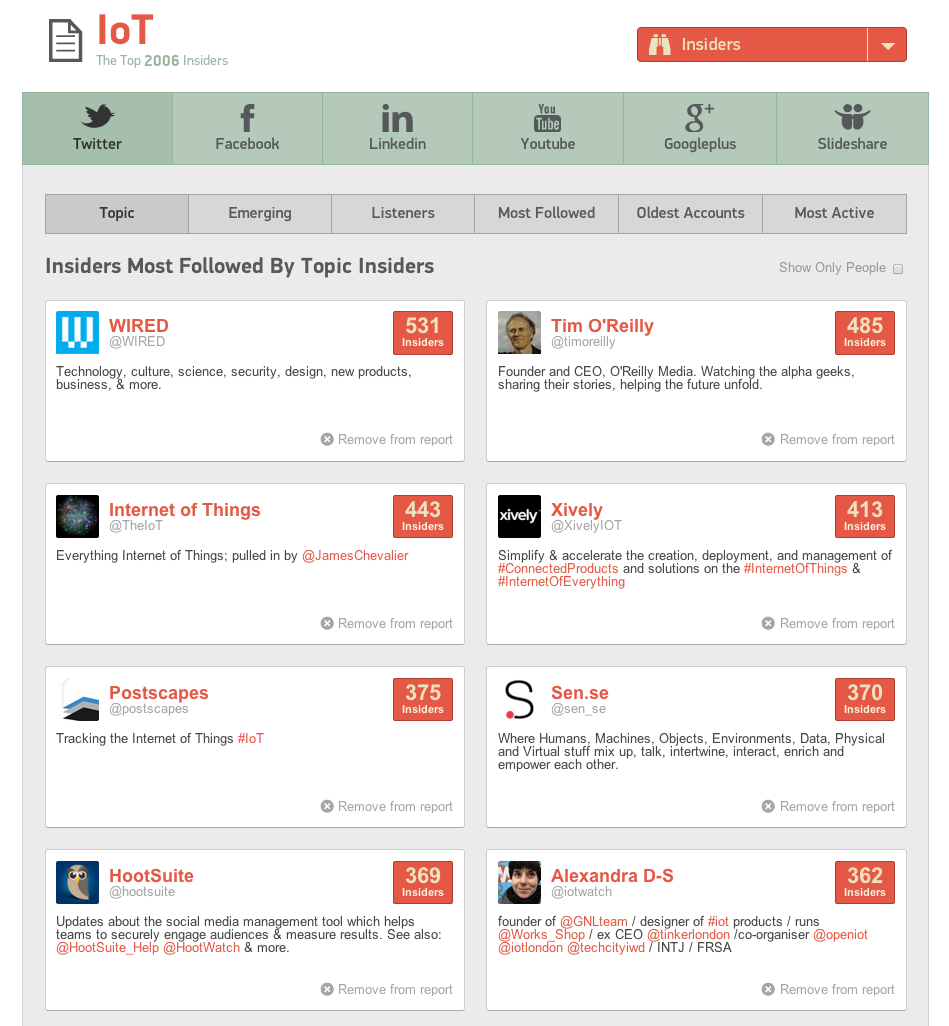 IoT
The Top 2006 Insiders
Insiders
Twitter
Facebook
Linkedin
You
Tube
Youtube
Googleplus
Slideshare
Topic
Emerging
Listeners
Most Followed
Oldest Accounts
Most Active
Insiders Most Followed By Topic Insiders
Show Only People
WIRED
@WIRED
531
Insiders
Technology, culture, science, security, design, new products,
business, & more.
Remove from report
Tim O'Reilly
@timoreilly
485
Insiders
Founder and CEO, O'Reilly Media. Watching the alpha geeks,
sharing their stories, helping the future unfold.
Remove from report
Internet of Things
@TheIoT
443
Insiders
Everything Internet of Things; pulled in by @JamesChevalier
Remove from report
xively
Xively
@XivelyIOT
413
Insiders
Simplify & accelerate the creation, deployment, and management of
#ConnectedProducts and solutions on the #InternetOfThings &
#InternetOfEverything
Remove from report
Postscapes
@postscapes
375
Insiders
Tracking the Internet of Things #IoT
Remove from report
Sen.se
@sen_se
370
Insiders
Where Humans, Machines, Objects, Environments, Data, Physical
and Virtual stuff mix up, talk, intertwine, interact, enrich and
empower each other.
Remove from report
HootSuite
@hootsuite
369
Insiders
Updates about the social media management tool which helps
teams to securely engage audiences & measure results. See also:
@HootSuite_Help @HootWatch & more.
Remove from report
Alexandra D-S
@iotwatch
362
Insiders
founder of @GNLteam / designer of #iot products / runs
@Works_Shop / ex CEO @tinkerlondon /co-organiser @openiot
@iotlondon @techcityiwd / INTJ / FRSA
Remove from report